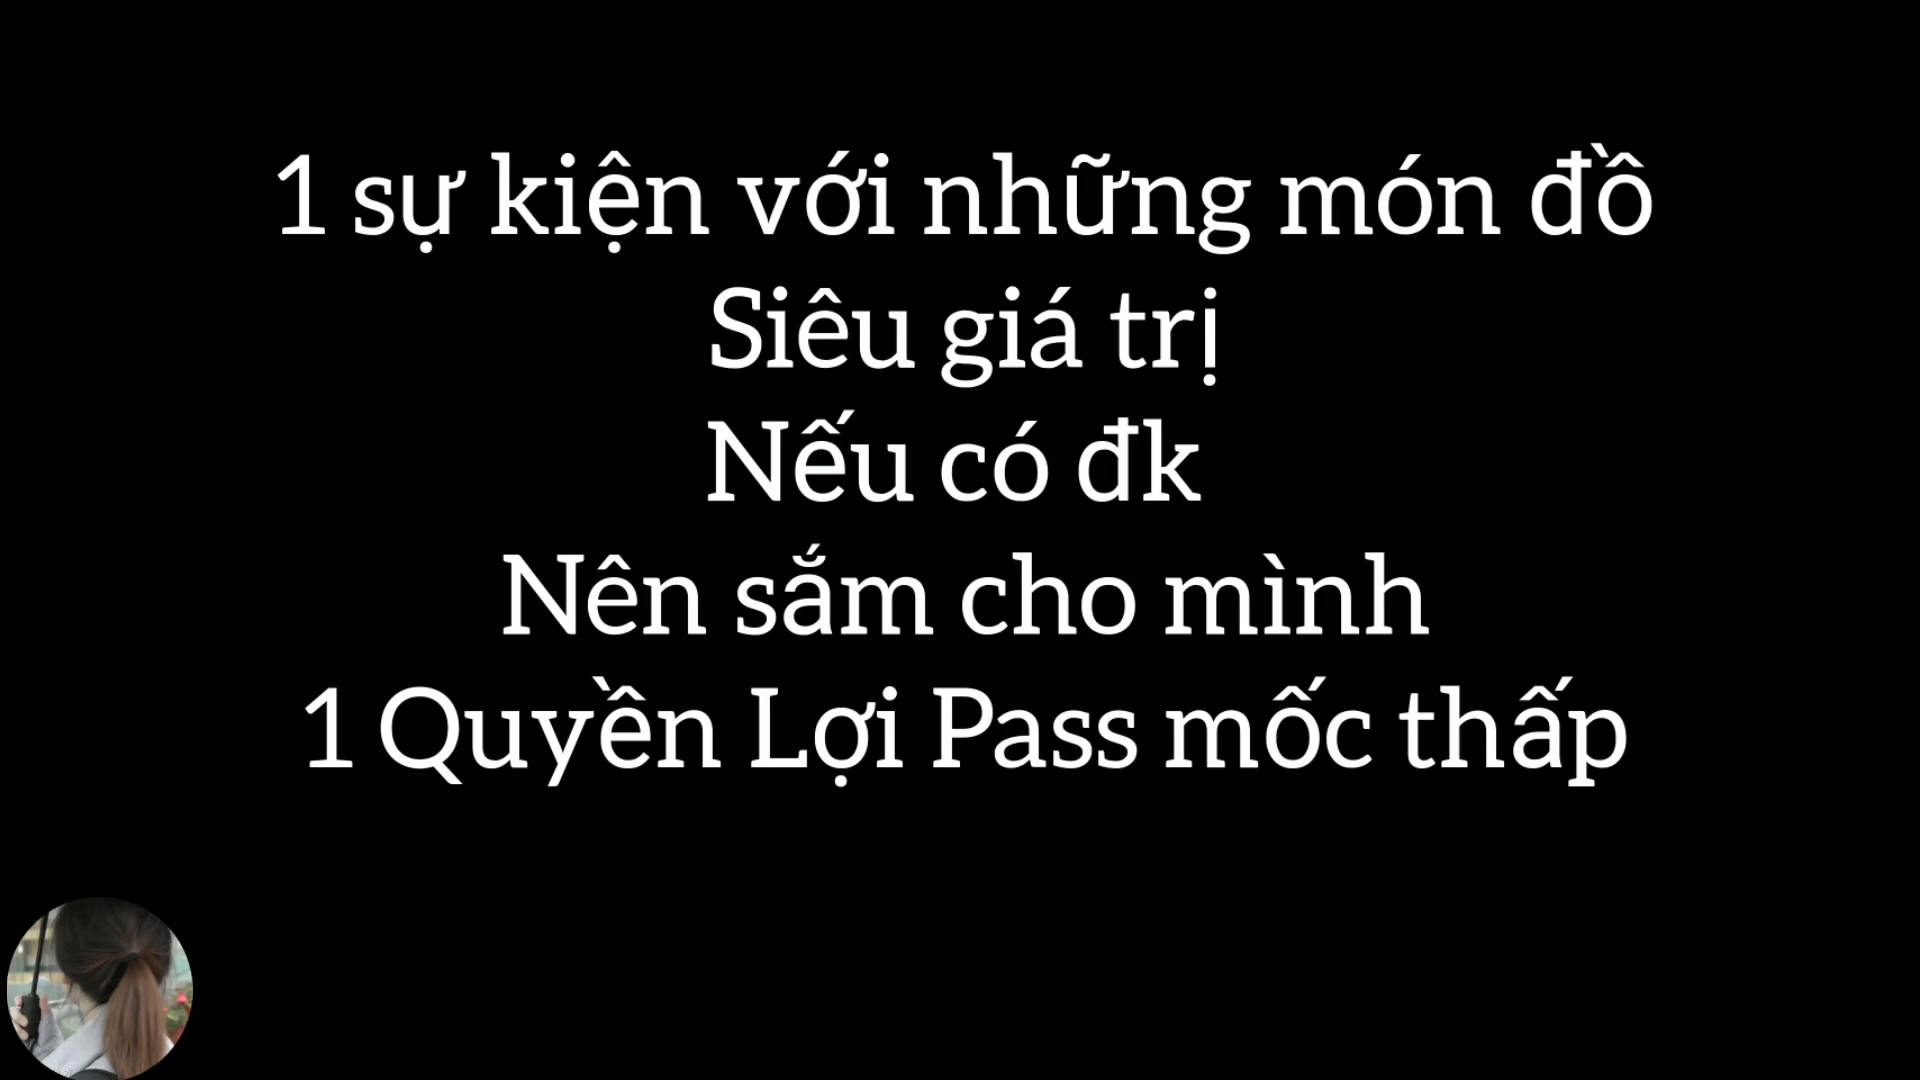 1 sự kiện với những món đồ
Siêu giá trị
Nếu có đk
Nên sắm cho mình
1 Quyền Lợi Pass mốc thấp